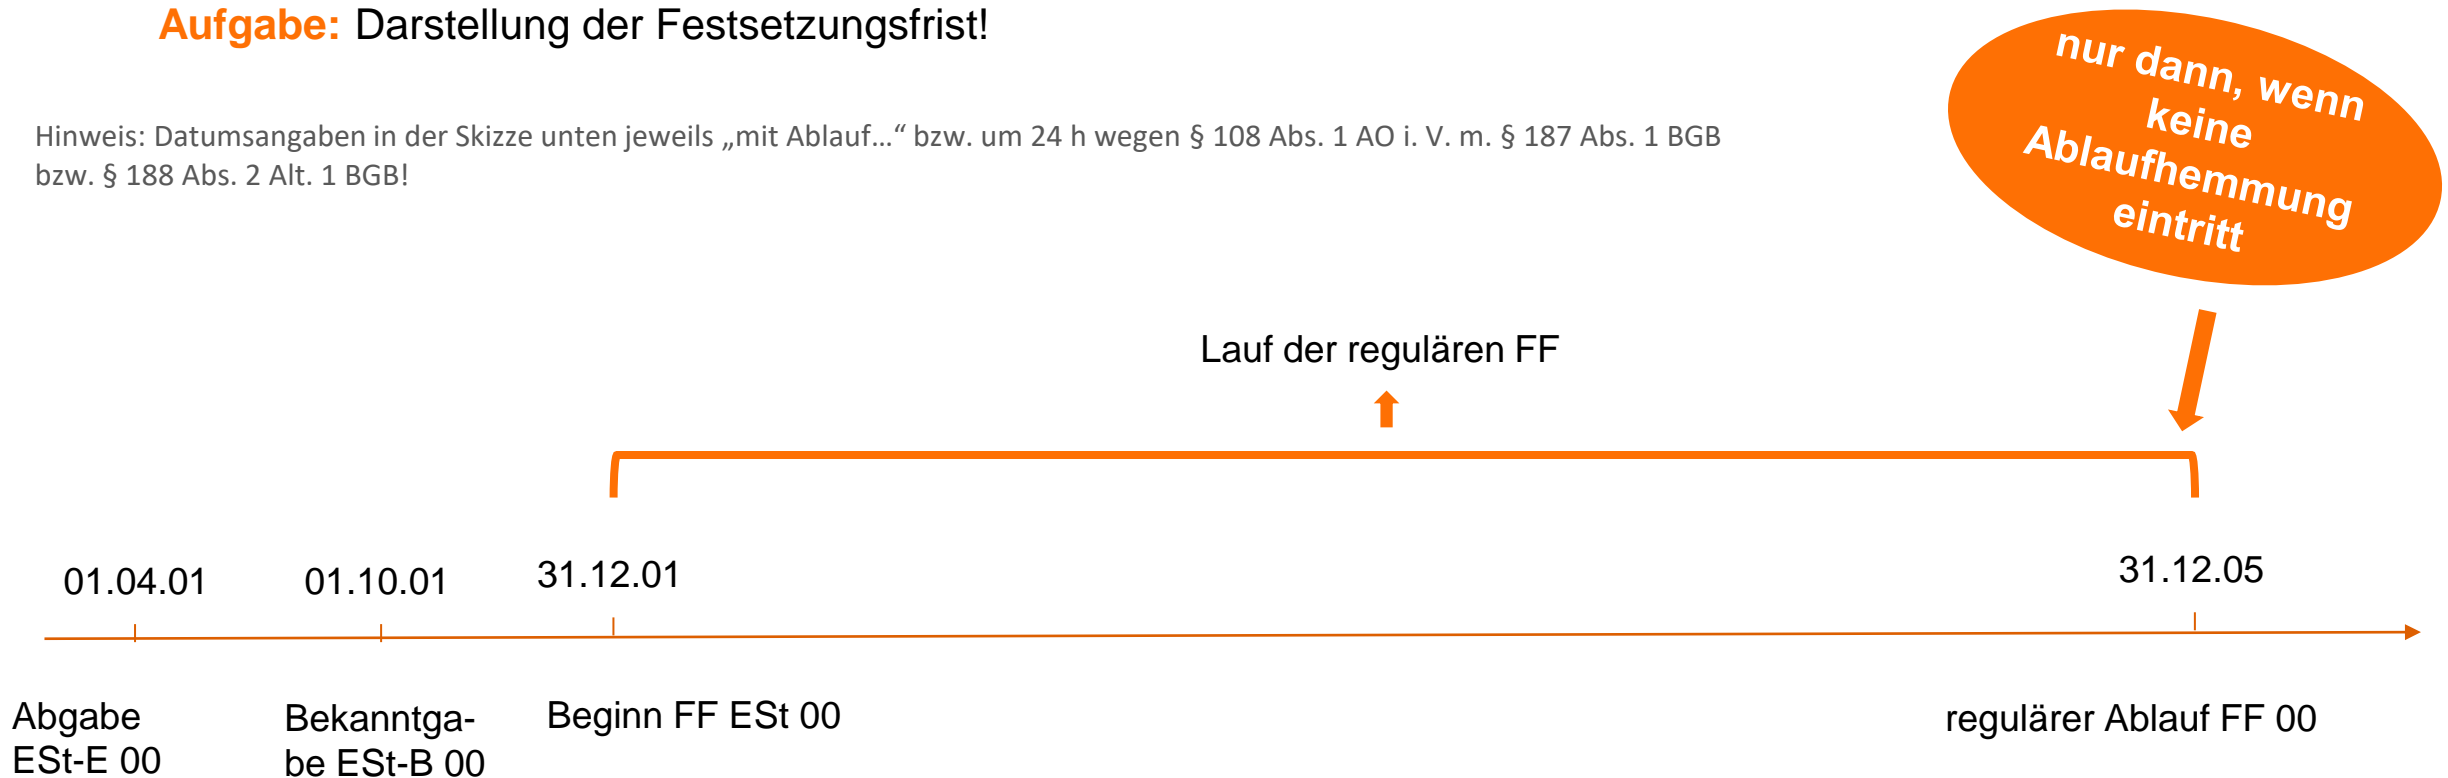 Aufgabe: Darstellung der Festsetzungsfrist!
nur dann, wenn
keine
Ablaufhemmung
eintritt
Hinweis: Datumsangaben in der Skizze unten jeweils „mit Ablauf…“ bzw. um 24 h wegen § 108 Abs. 1 AO i. V. m. § 187 Abs. 1 BGB
bzw. § 188 Abs. 2 Alt. 1 BGB!
Lauf der regulären FF
01.04.01
01.10.01
31.12.01
31.12.05
Abgabe
ESt-E 00
Bekanntga-
be ESt-B 00
Beginn FF ESt 00
regulärer Ablauf FF 00